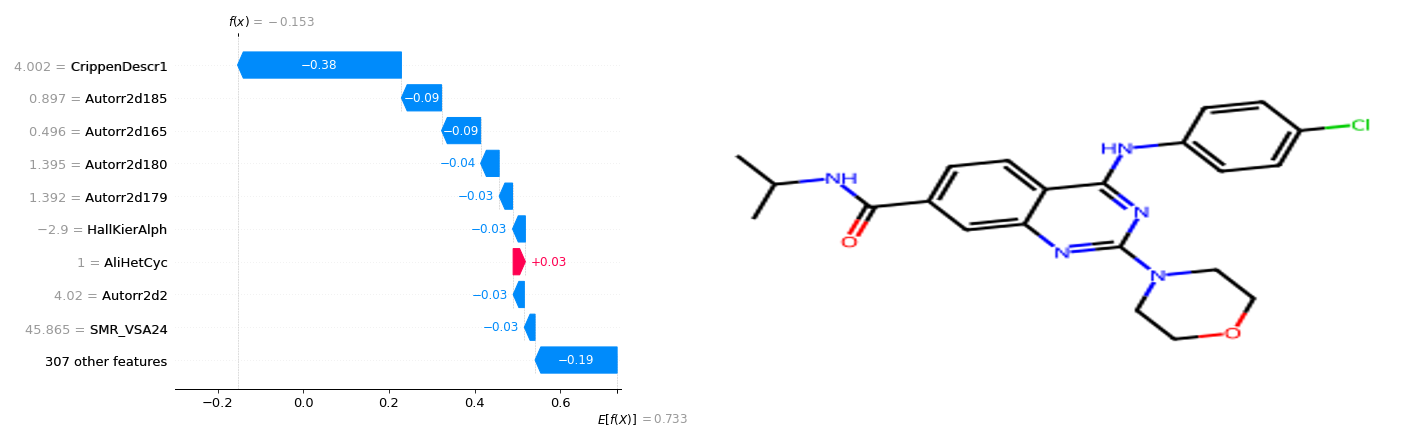 f(x) = −0.153
4.002 = CrippenDescr1
−0.38
0.897 = Autorr2d185
−0.09
0.496 = Autorr2d165
−0.09
1.395 = Autorr2d180
−0.04
1.392 = Autorr2d179
−0.03
−2.9 = HallKierAlph
−0.03
1 = AliHetCyc
+0.03
4.02 = Autorr2d2
−0.03
45.865 = SMR_VSA24
−0.03
307 other features
−0.19
−0.2 0.0 0.2 0.4 0.6
E[f(X)] = 0.733
Cl
HN
NH
N
O
N
N
O